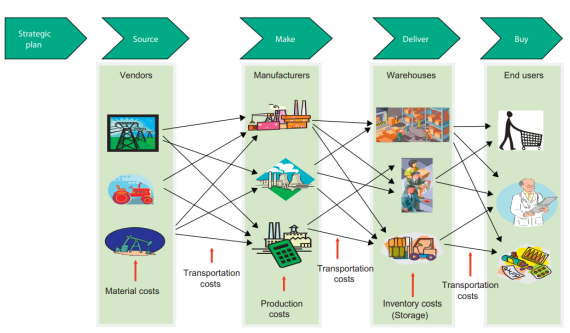 Strategic
plan
Source
Make
Deliver
Buy
Vendors
Manufacturers
Warehouses
End users
Transportation
costs
Transportation
costs
Transportation
costs
Material costs
Production
costs
Inventory costs
(Storage)